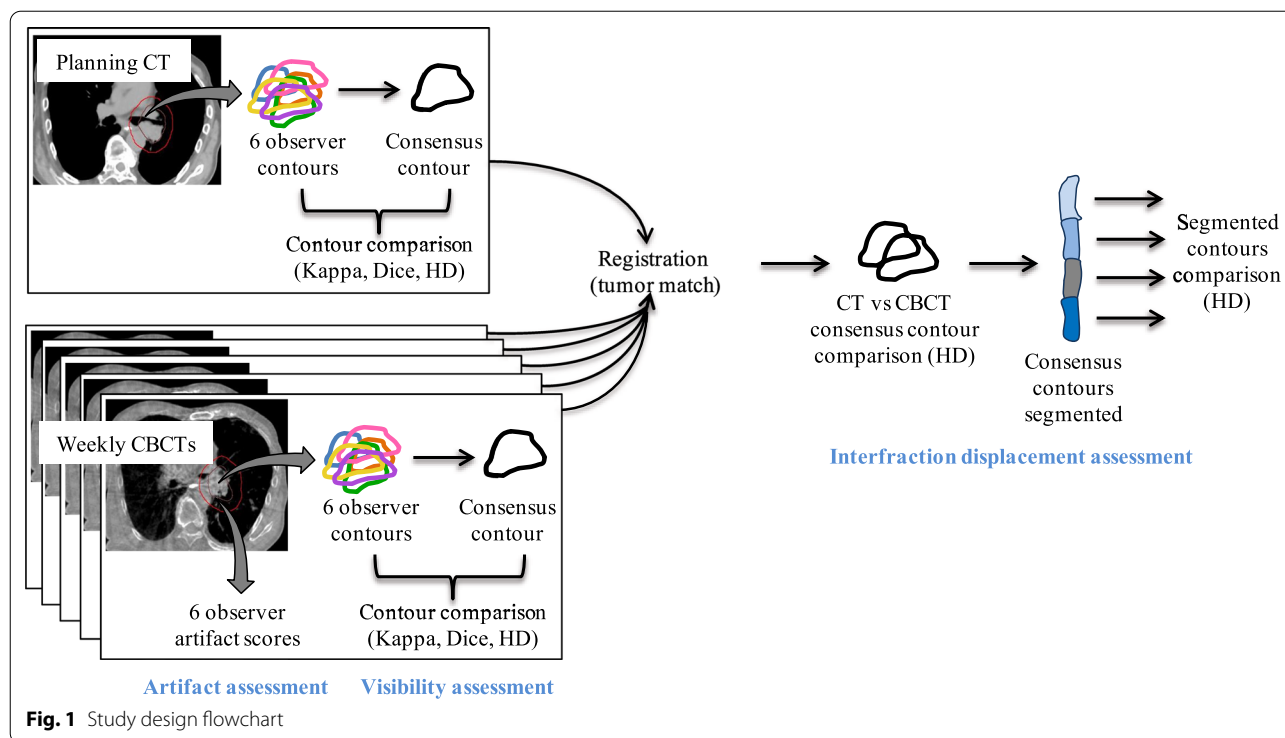 Planning CT
6 observer
contours
Consensus
contour
Contour comparison
(Kappa, Dice, HD)
Weekly CBCTs
6 observer
contours
Consensus
contour
Contour comparison
(Kappa, Dice, HD)
6 observer
artifact scores
Artifact assessment
Visibility assessment
Registration
(tumor match)
CT vs CBCT
consensus contour
comparison (HD)
Consensus
contours
segmented
Segmented
contours
comparison
(HD)
Interfraction displacement assessment
Fig. 1 Study design flowchart